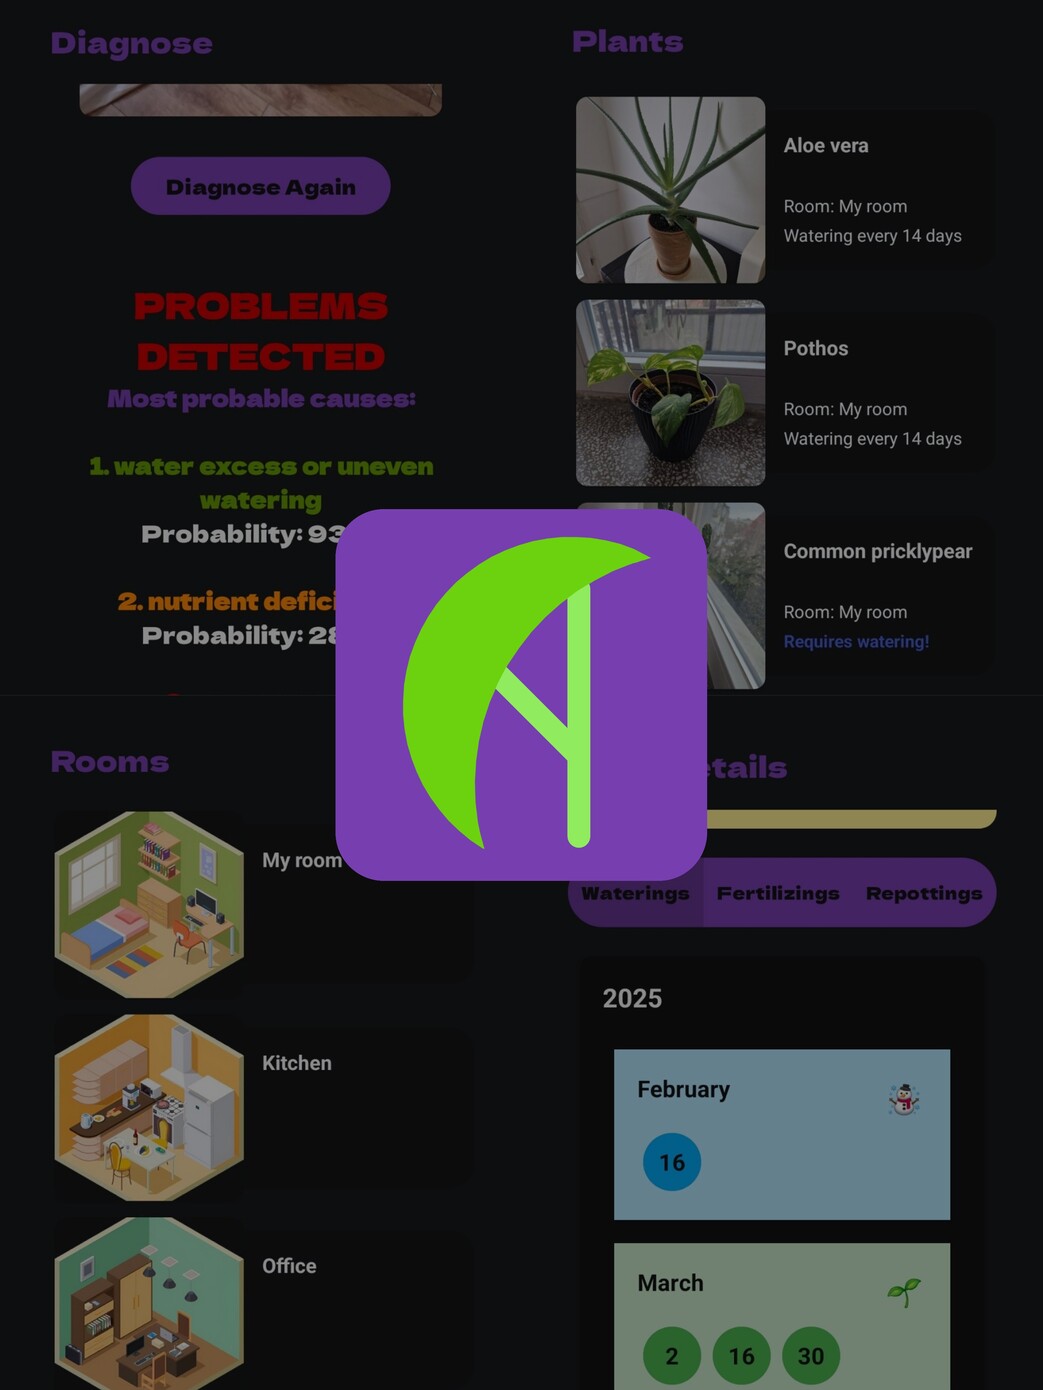 Diagnose
Diagnose Again
PROBLEMS
DETECTED
Most probable causes:
1. water excess or uneven
watering
Probability: 93
2. nutrient defici
Probability: 28
Plants
Aloe vera
Room: My room
Watering every 14 days
Pothos
Room: My room
Watering every 14 days
Common pricklypear
Room: My room
Requires watering!
Rooms
My room
Kitchen
Office
etails
Waterings Fertilizings Repottings
2025
February
16
March
2 16 30